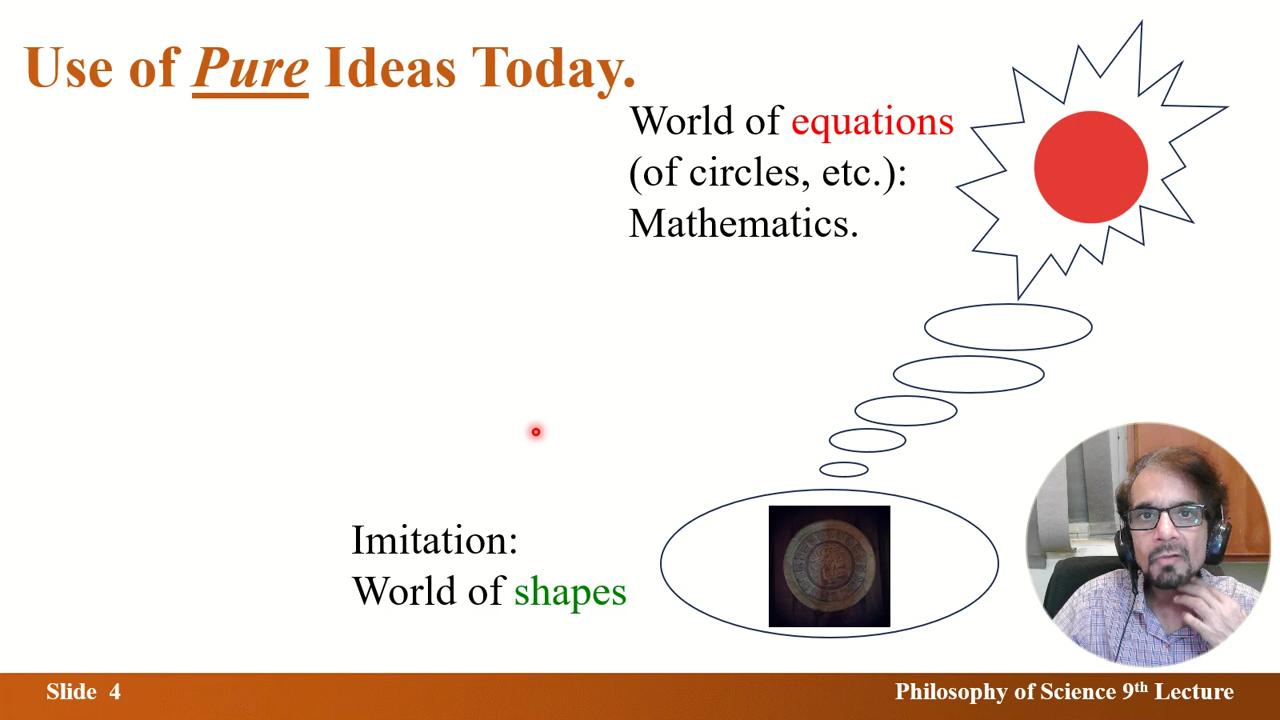 Use of Pure Ideas Today.
World of equations
(of circles, etc.):
Mathematics.
Imitation:
World of shapes
Slide 4
Philosophy of Science 9th Lecture